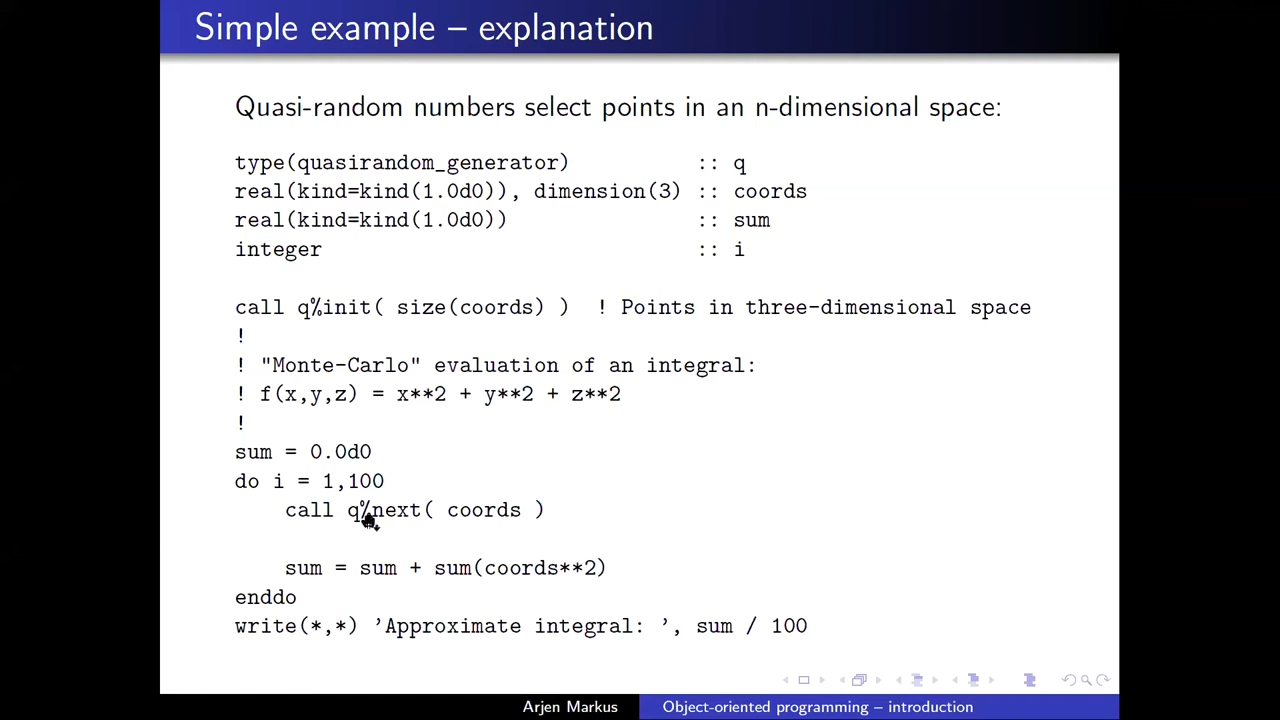 Simple example – explanation
Quasi-random numbers select points in an n-dimensional space:
type(quasirandom_generator)          :: q
real(kind=kind(1.0d0)), dimension(3) :: coords
real(kind=kind(1.0d0))               :: sum
integer                              :: i
call q%init( size(coords) )  ! Points in three-dimensional space
!
! "Monte-Carlo" evaluation of an integral:
! f(x,y,z) = x**2 + y**2 + z**2
!
sum = 0.0d0
do i = 1,100
    call q%next( coords )
    sum = sum + sum(coords**2)
enddo
write(*,*) 'Approximate integral: ', sum / 100
Arjen Markus
Object-oriented programming – introduction